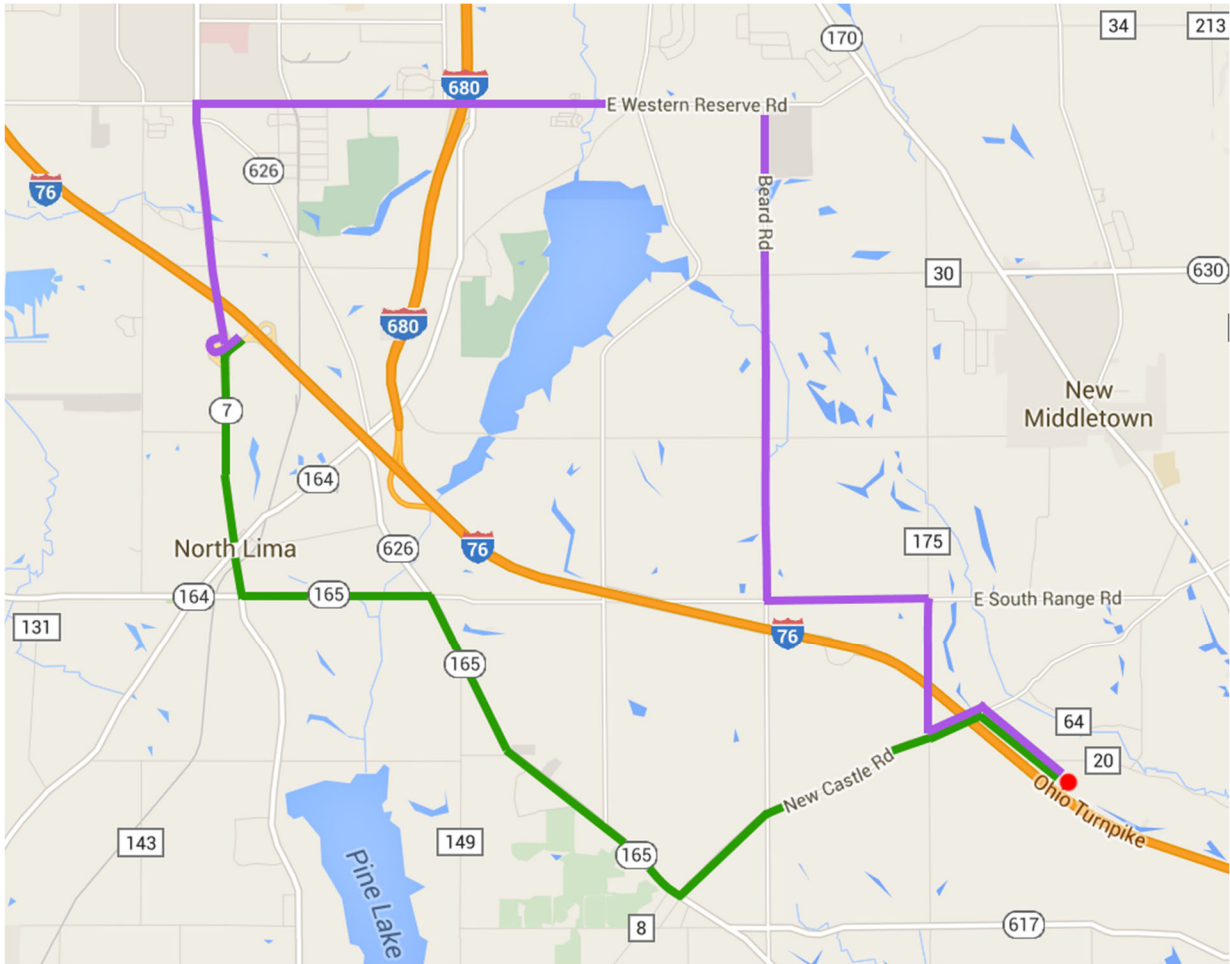 34
213
170
680
E Western Reserve Rd
626
76
Beard Rd
30
630
680
7
New
Middletown
164
175
North Lima
626
76
164
165
E South Range Rd
131
76
165
64
20
New Castle Rd
Ohio Turnpike
143
149
165
Pine Lake
8
617